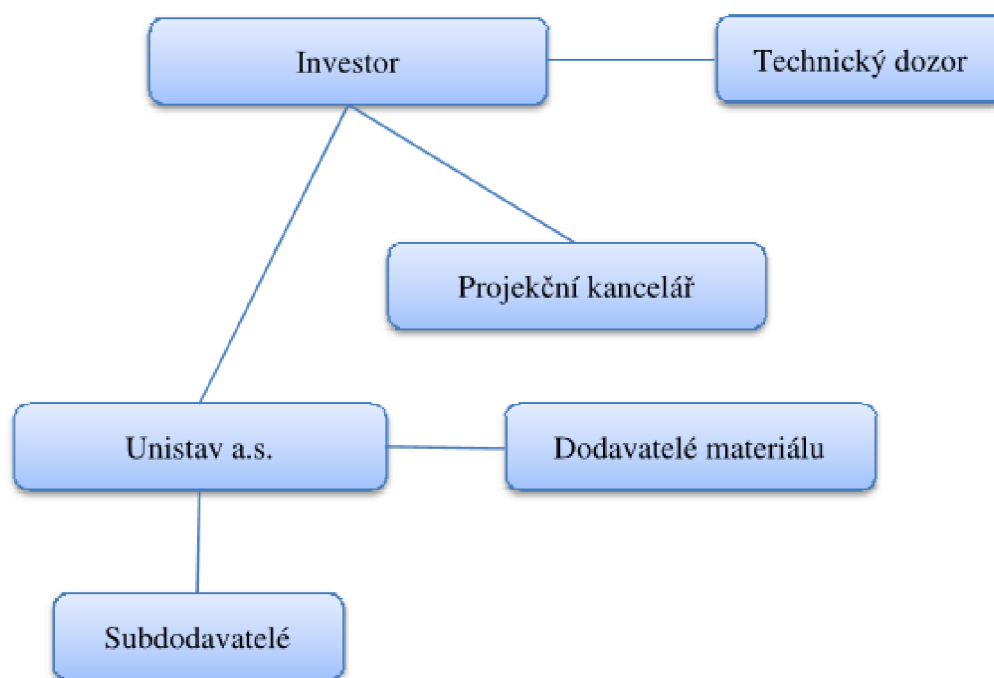 Investor
Technický dozor
Projekční kancelář
Unistav a.s.
Dodavatelé materiálu
Subdodavatelé